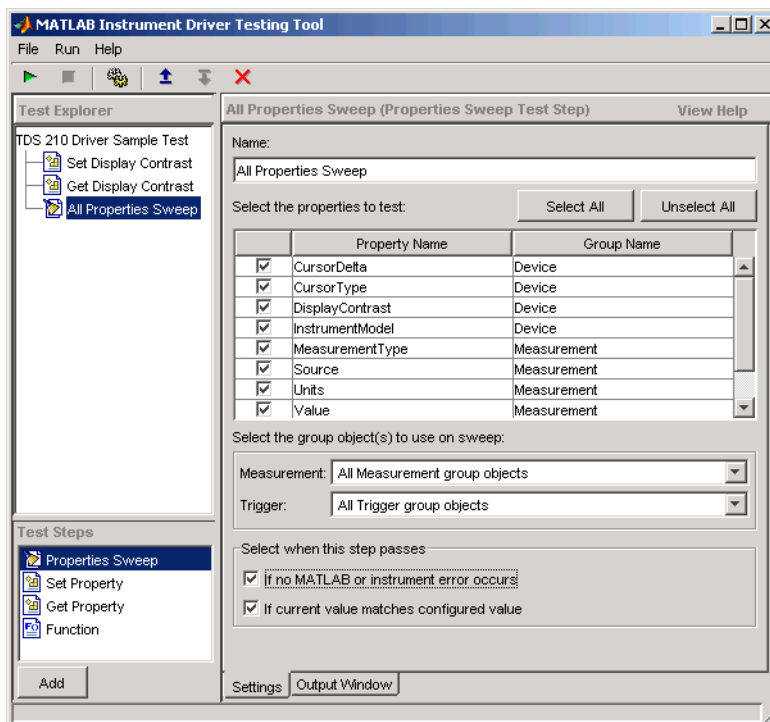 MATLAB Instrument Driver Testing Tool
File Run Help
Test Explorer
TDS 210 Driver Sample Test
Set Display Contrast
Get Display Contrast
All Properties Sweep
Test Steps
Properties Sweep
Set Property
Get Property
Function
Add
All Properties Sweep (Properties Sweep Test Step) View Help
Name:
All Properties Sweep
Select the properties to test: Select All Unselect All
Property Name Group Name
CursorDelta Device
CursorType Device
DisplayContrast Device
InstrumentModel Device
MeasurementType Measurement
Source Measurement
Units Measurement
Value Measurement
Select the group object(s) to use on sweep:
Measurement: All Measurement group objects
Trigger: All Trigger group objects
Select when this step passes
If no MATLAB or instrument error occurs
If current value matches configured value
Settings Output Window